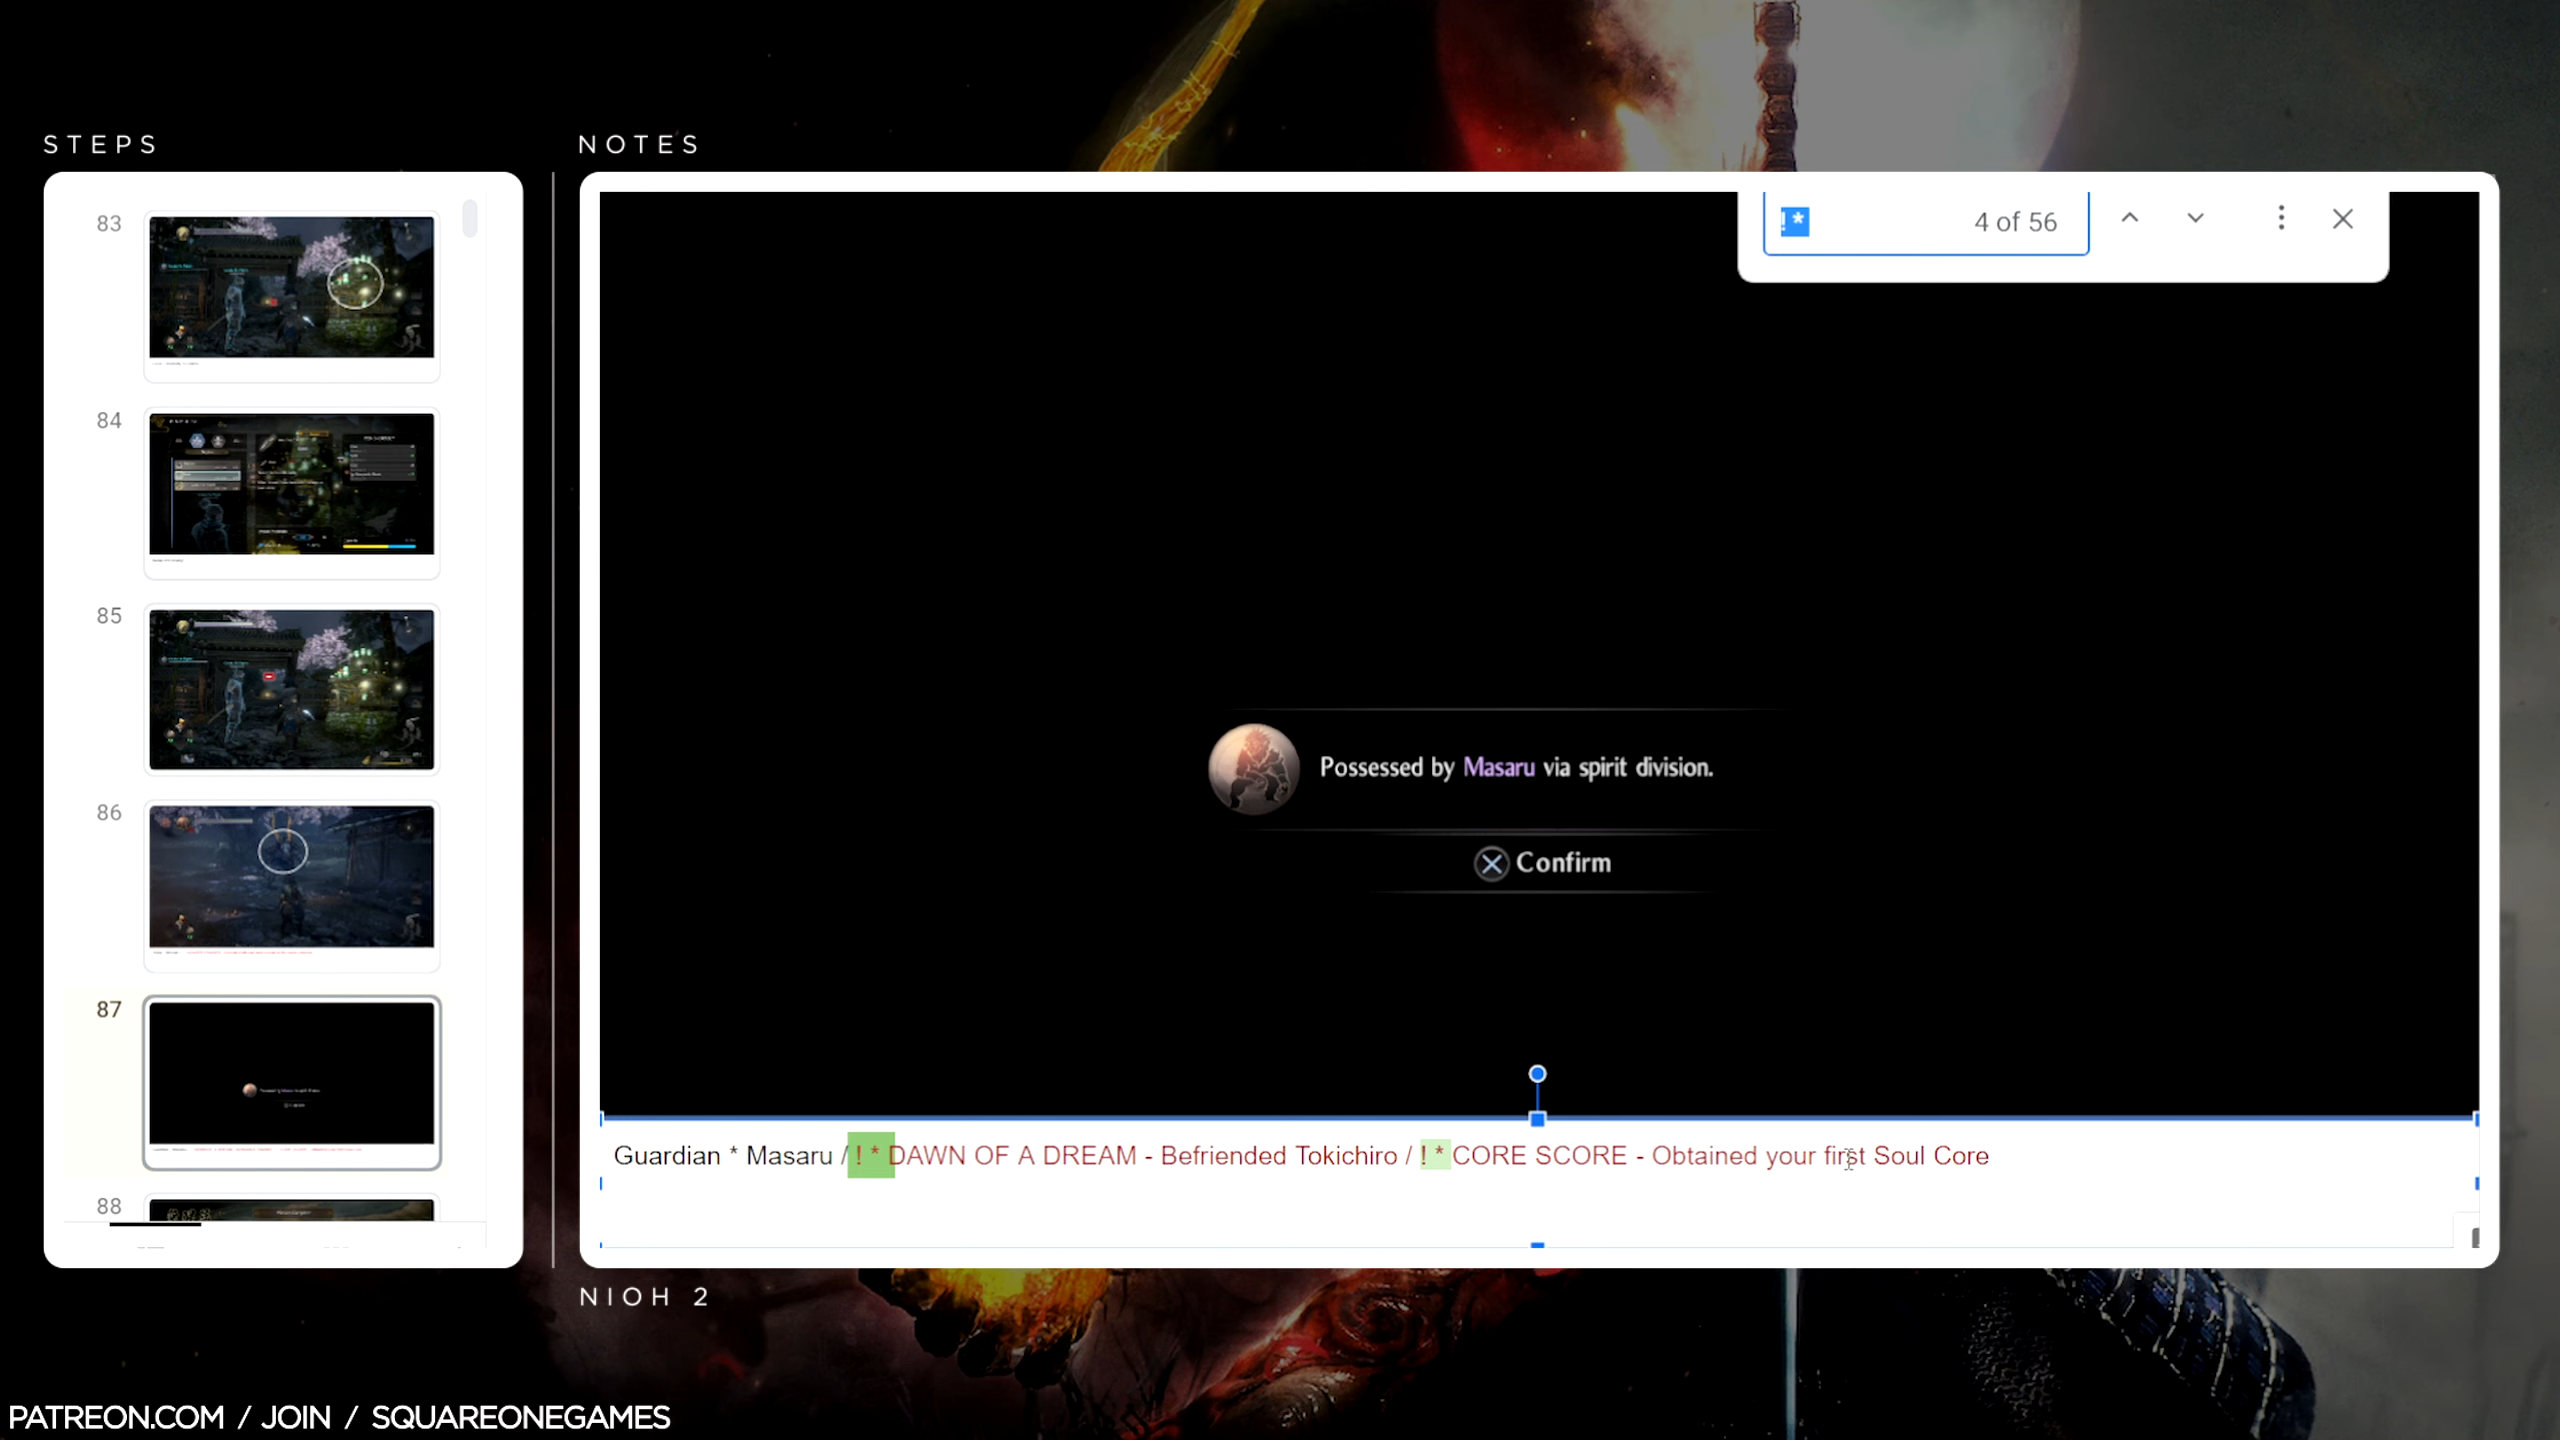 STEPS
NOTES
83
84
85
86
87
88
!*
4 of 56
Possessed by Masaru via spirit division.
Confirm
Guardian * Masaru / ! * DAWN OF A DREAM - Befriended Tokichiro / ! * CORE SCORE - Obtained your first Soul Core
NIOH 2
PATREON.COM / JOIN / SQUAREONEGAMES